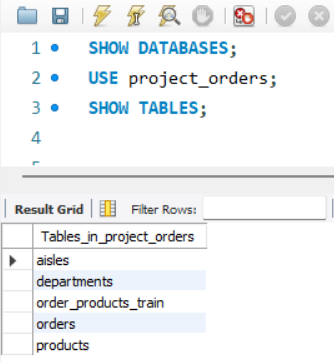 1 SHOW DATABASES;
2 USE project_orders;
3 SHOW TABLES;
4
Result Grid Filter Rows:
Tables_in_project_orders
aisles
departments
order_products_train
orders
products